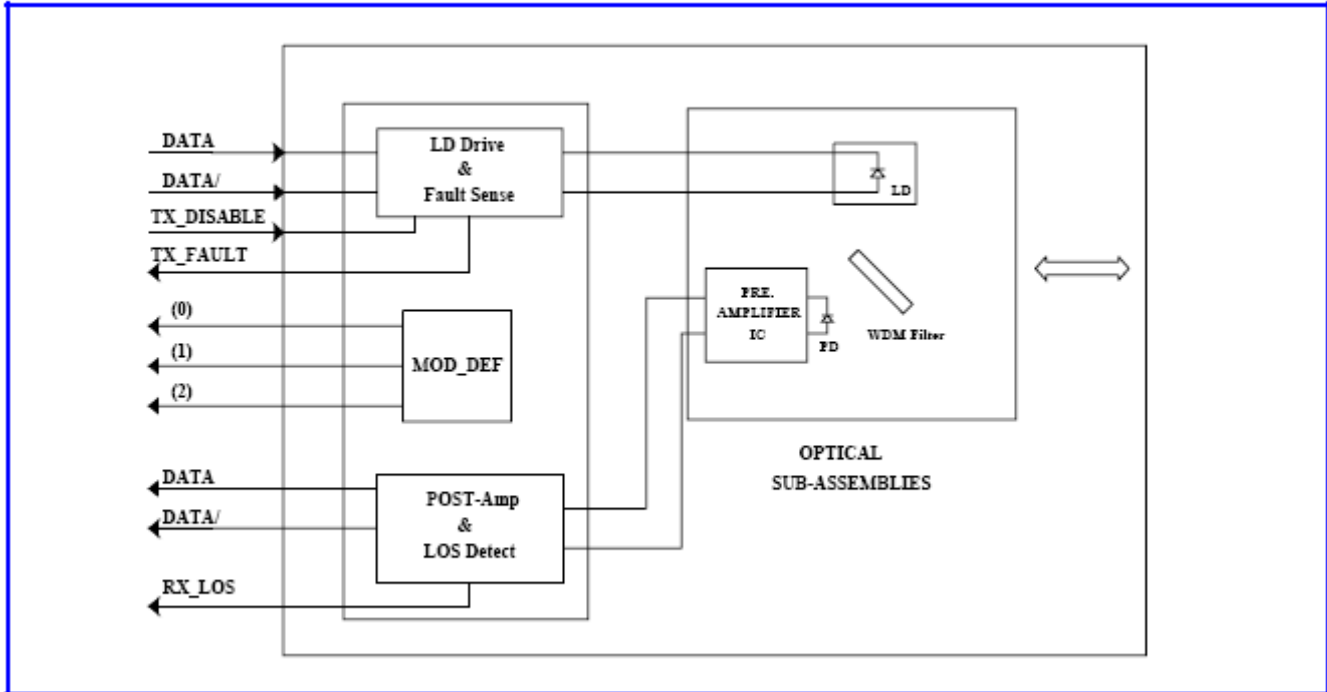 DATA
DATA/
TX_DISABLE
TX_FAULT
(0)
(1)
(2)
DATA
DATA/
RX_LOS
LD Drive
&
Fault Sense
MOD_DEF
POST-Amp
&
LOS Detect
LD
PRE.
AMPLIFIER
IC
PD
WDM Filter
OPTICAL
SUB-ASSEMBLIES